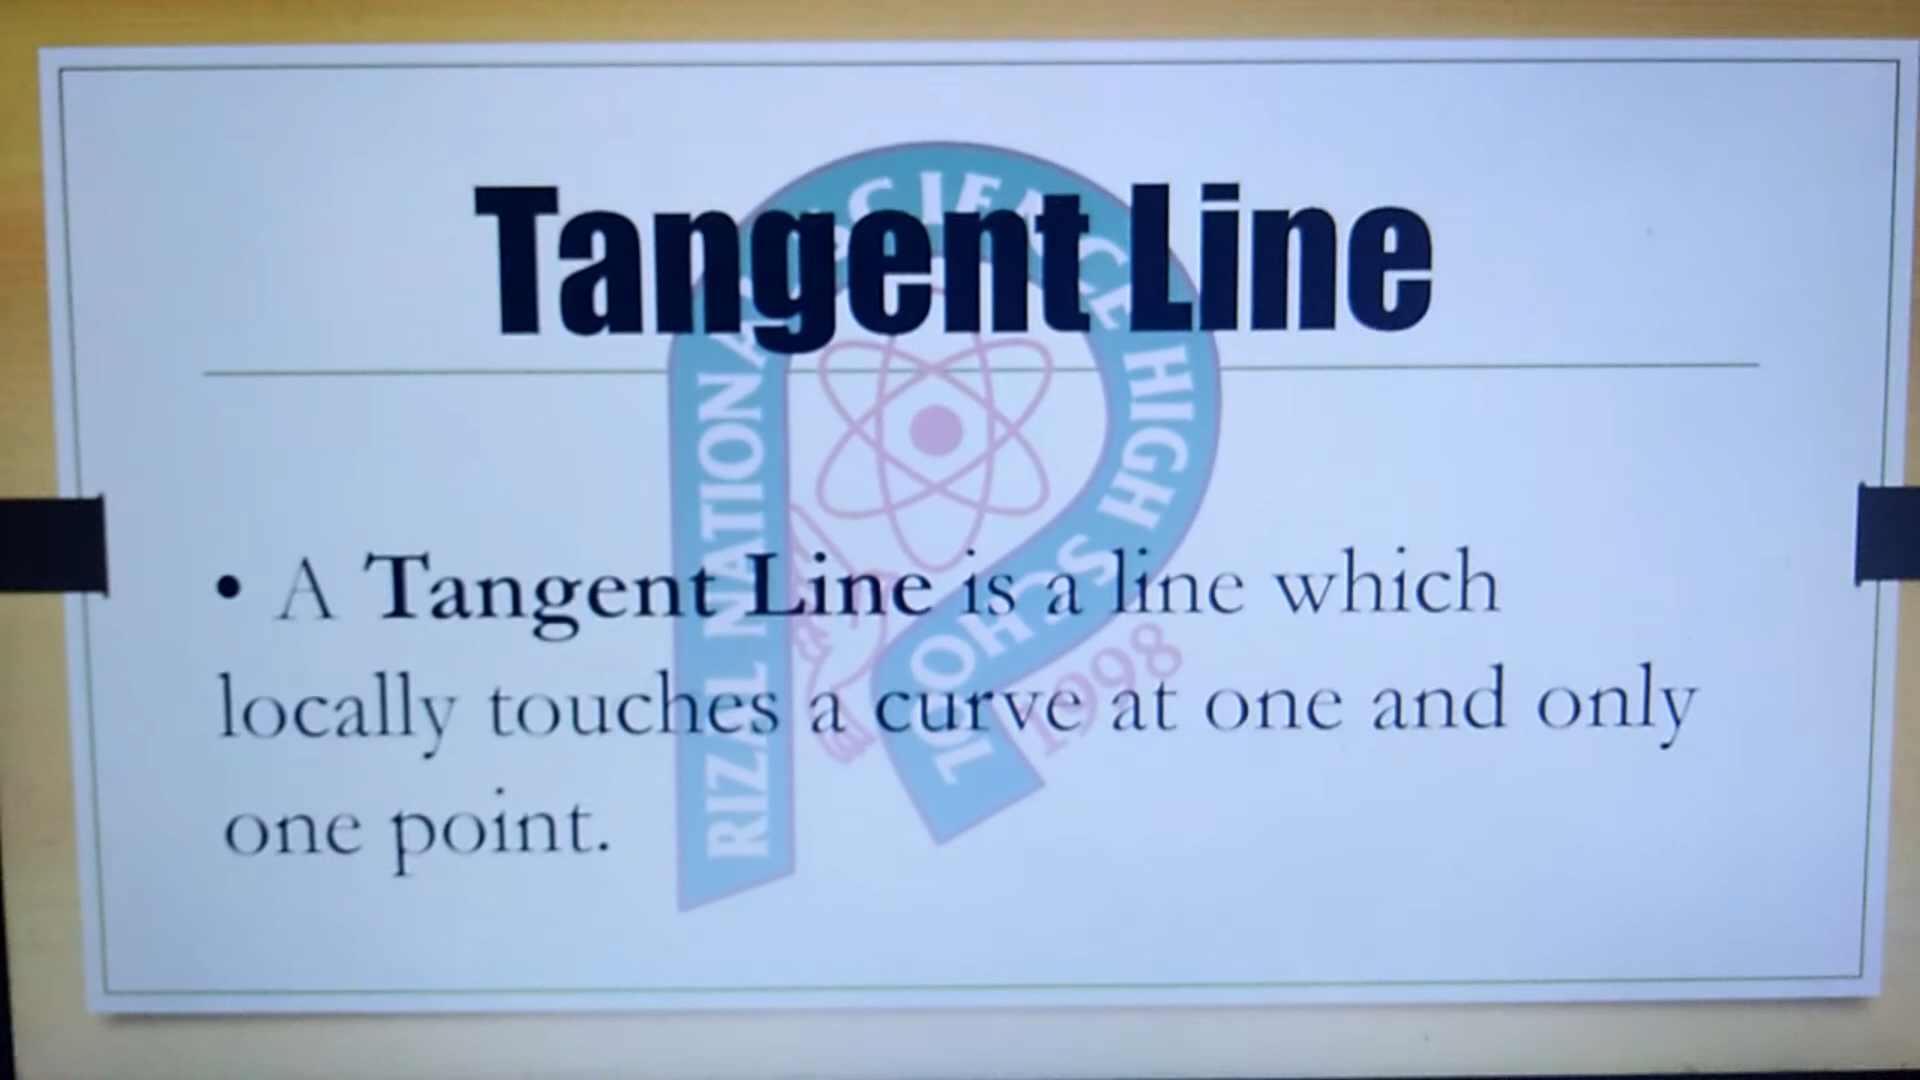 Tangent Line
• A Tangent Line is a line which
locally touches a curve at one and only
one point.
RIZAL NATIONAL SCIENCE HIGH SCHOOL
1998